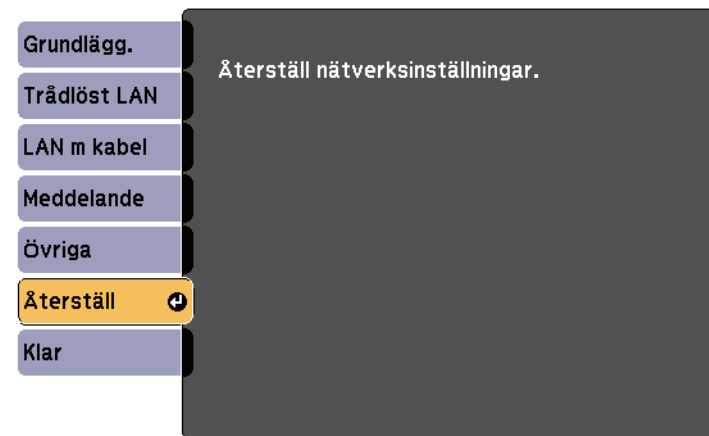 Grundlägg.
Trådlöst LAN
LAN m kabel
Meddelande
Övriga
Återställ
Klar
Återställ nätverksinställningar.